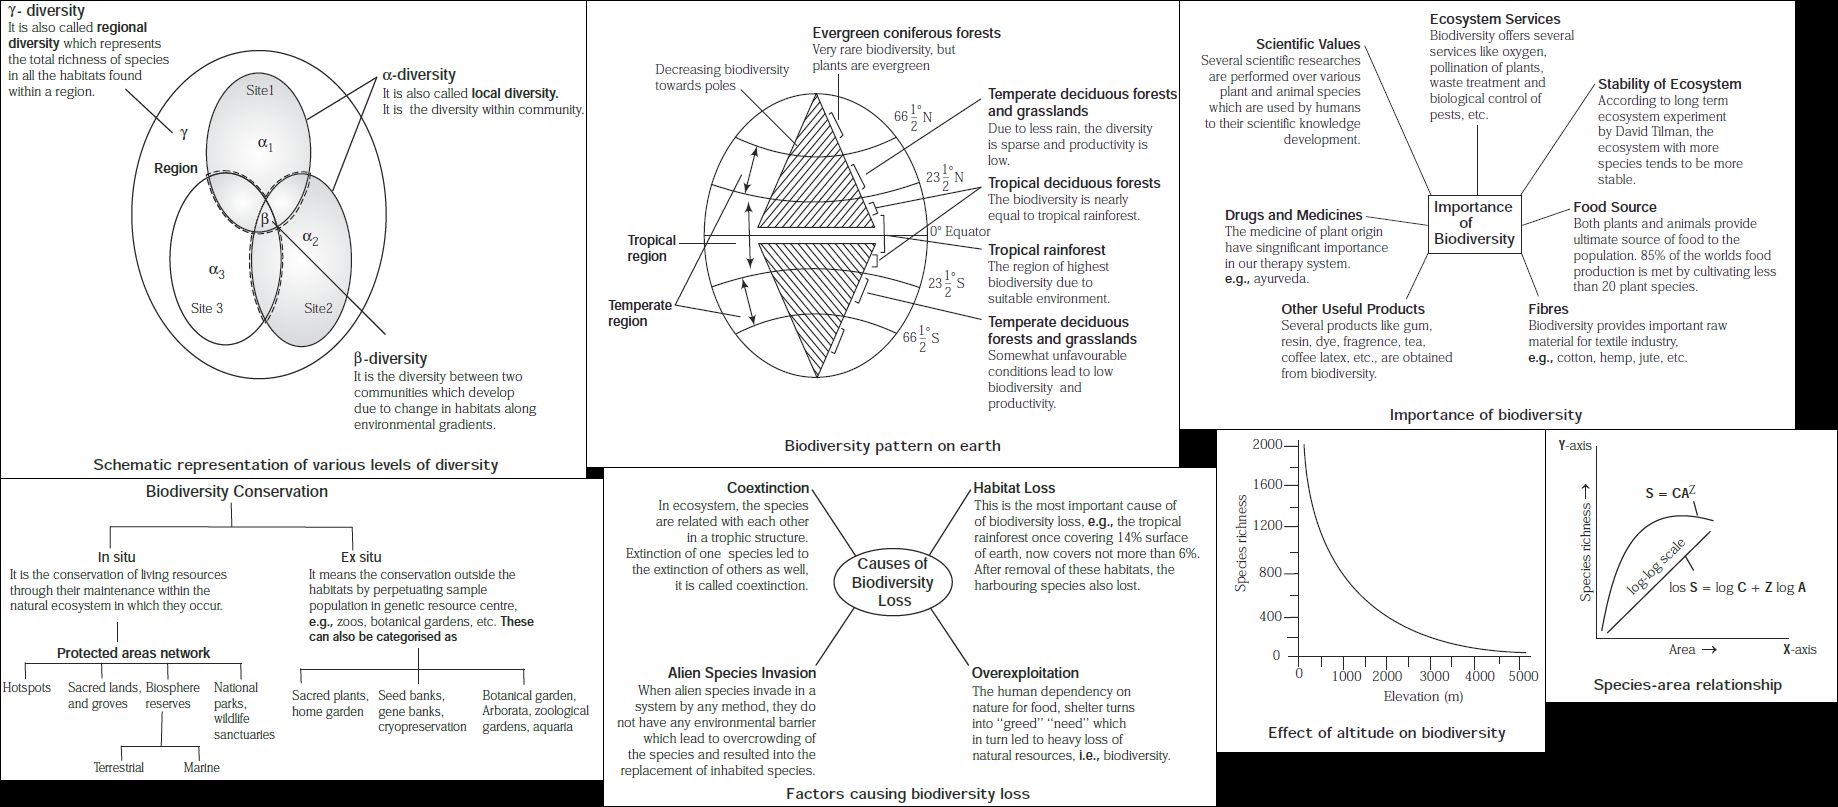 γ- diversity
It is also called regional
diversity which represents
the total richness of species
in all the habitats found
within a region.
α-diversity
It is also called local diversity.
It is the diversity within community.
Site1
γ
α1
Region
β
α2
α3
Site 3
Site2
β-diversity
It is the diversity between two
communities which develop
due to change in habitats along
environmental gradients.
Schematic representation of various levels of diversity
Evergreen coniferous forests
Very rare biodiversity, but
plants are evergreen
Decreasing biodiversity
towards poles
66 1/2° N
Temperate deciduous forests
and grasslands
Due to less rain, the diversity
is sparse and productivity is
low.
23 1/2° N
Tropical deciduous forests
The biodiversity is nearly
equal to tropical rainforest.
0° Equator
Tropical
region
Tropical rainforest
The region of highest
biodiversity due to
suitable environment.
23 1/2° S
Temperate
region
Temperate deciduous
forests and grasslands
Somewhat unfavourable
conditions lead to low
biodiversity and
productivity.
66 1/2° S
Biodiversity pattern on earth
Ecosystem Services
Biodiversity offers several
services like oxygen,
pollination of plants,
waste treatment and
biological control of
pests, etc.
Scientific Values
Several scientific researches
are performed over various
plant and animal species
which are used by humans
to their scientific knowledge
development.
Stability of Ecosystem
According to long term
ecosystem experiment
by David Tilman, the
ecosystem with more
species tends to be more
stable.
Importance
of
Biodiversity
Drugs and Medicines
The medicine of plant origin
have singnificant importance
in our therapy system.
e.g., ayurveda.
Food Source
Both plants and animals provide
ultimate source of food to the
population. 85% of the worlds food
production is met by cultivating less
than 20 plant species.
Other Useful Products
Several products like gum,
resin, dye, fragrence, tea,
coffee latex, etc., are obtained
from biodiversity.
Fibres
Biodiversity provides important raw
material for textile industry,
e.g., cotton, hemp, jute, etc.
Importance of biodiversity
Biodiversity Conservation
In situ
It is the conservation of living resources
through their maintenance within the
natural ecosystem in which they occur.
Ex situ
It means the conservation outside the
habitats by perpetuating sample
population in genetic resource centre,
e.g., zoos, botanical gardens, etc. These
can also be categorised as
Protected areas network
Hotspots
Sacred lands,
and groves
Biosphere
reserves
National
parks,
wildlife
sanctuaries
Terrestrial
Marine
Sacred plants,
home garden
Seed banks,
gene banks,
cryopreservation
Botanical garden,
Arborata, zoological
gardens, aquaria
Coextinction
In ecosystem, the species
are related with each other
in a trophic structure.
Extinction of one species led to
the extinction of others as well,
it is called coextinction.
Habitat Loss
This is the most important cause of
of biodiversity loss, e.g., the tropical
rainforest once covering 14% surface
of earth, now covers not more than 6%.
After removal of these habitats, the
harbouring species also lost.
Causes of
Biodiversity
Loss
Alien Species Invasion
When alien species invade in a
system by any method, they do
not have any environmental barrier
which lead to overcrowding of
the species and resulted into the
replacement of inhabited species.
Overexploitation
The human dependency on
nature for food, shelter turns
into “greed” “need” which
in turn led to heavy loss of
natural resources, i.e., biodiversity.
Factors causing biodiversity loss
Species richness
2000
1600
1200
800
400
0
0 1000 2000 3000 4000 5000
Elevation (m)
Effect of altitude on biodiversity
Y-axis
Species richness →
S = CA^Z
log-log scale
los S = log C + Z log A
Area →
X-axis
Species-area relationship